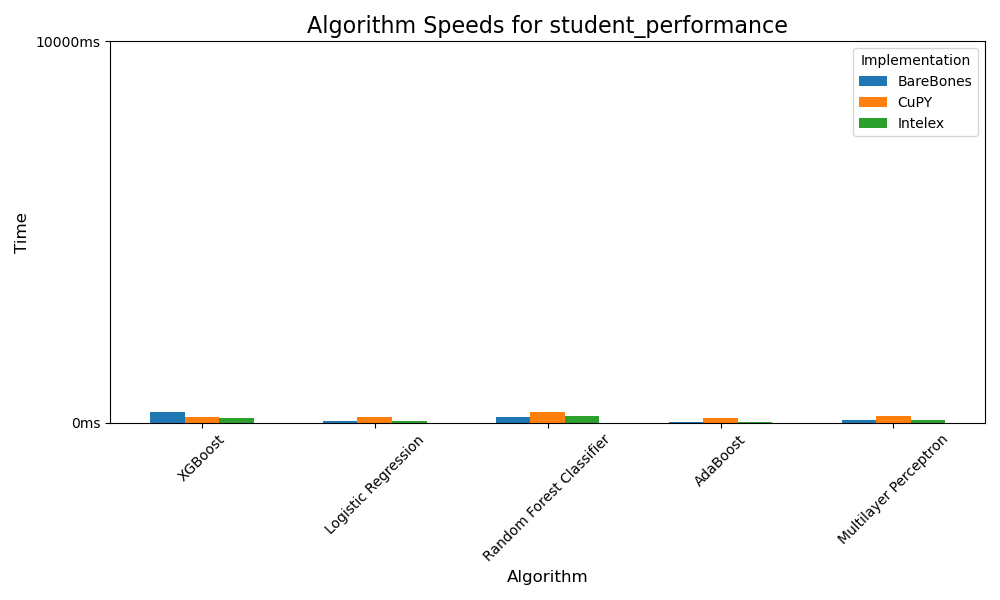 Algorithm Speeds for student_performance
10000ms
0ms
Time
Implementation
BareBones
CuPY
Intelex
XGBoost
Logistic Regression
Random Forest Classifier
AdaBoost
Multilayer Perceptron
Algorithm